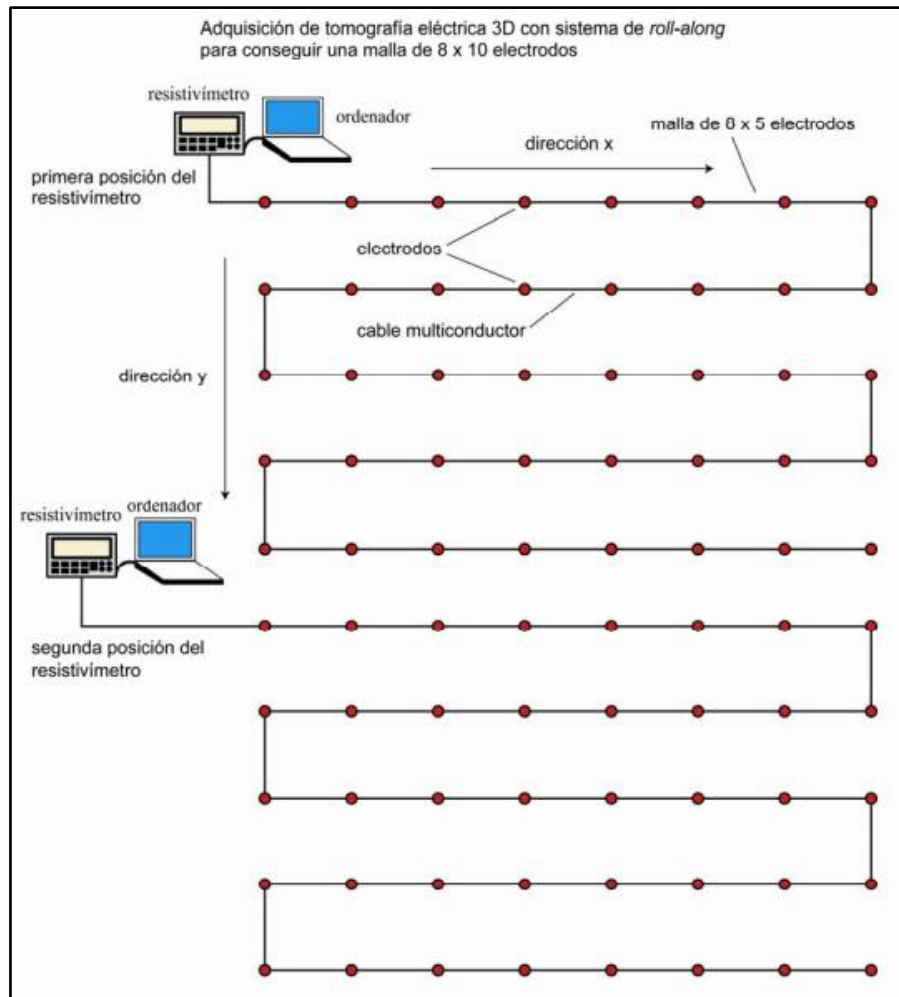 Adquisición de tomografía eléctrica 3D con sistema de roll-along
para conseguir una malla de 8 x 10 electrodos
resistivímetro
ordenador
malla de 8 x 5 electrodos
dirección x
primera posición del
resistivímetro
electrodos
cable multiconductor
dirección y
resistivímetro
ordenador
segunda posición del
resistivímetro